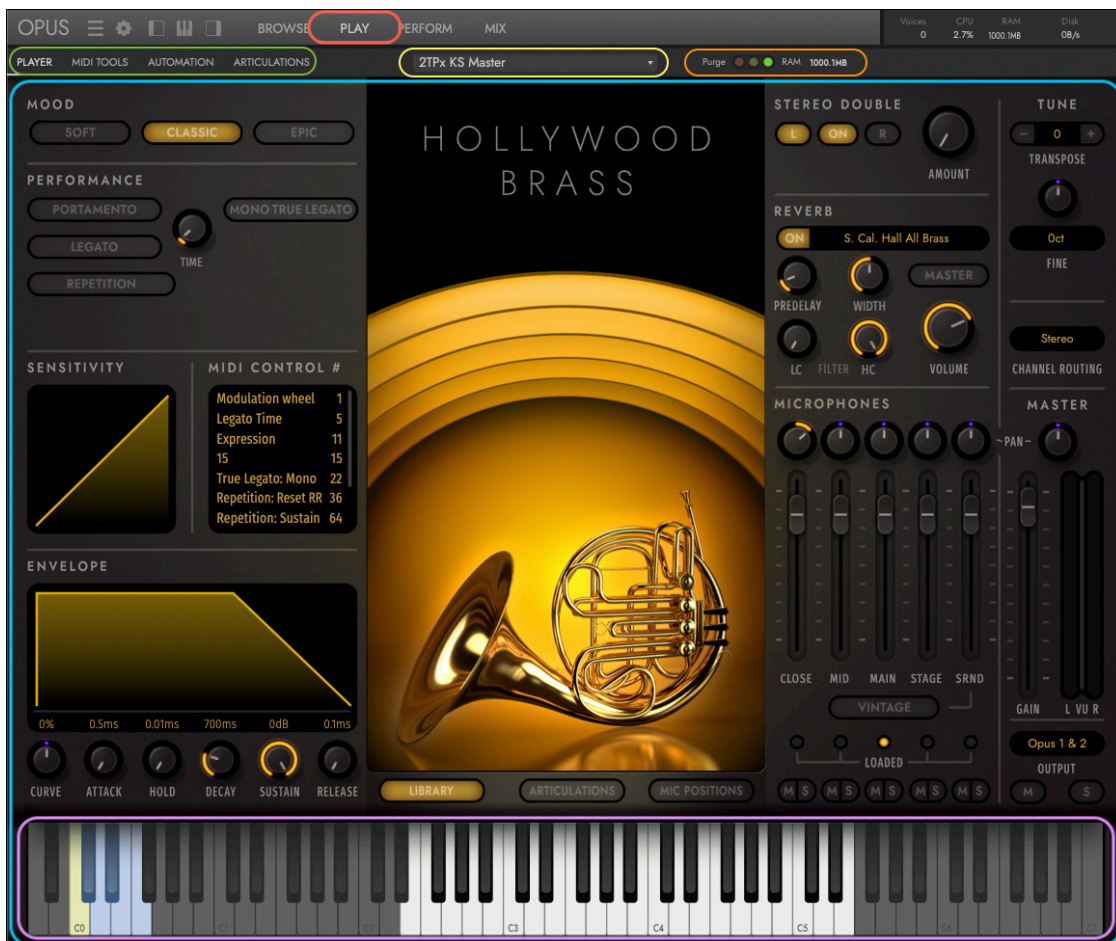 OPUS BROWSE PLAY PERFORM MIX
Voices CPU RAM Disk
0 2.7% 1000.1MB 0B/s
PLAYER MIDI TOOLS AUTOMATION ARTICULATIONS 2TPx KS Master Purge RAM 1000.1MB
MOOD
SOFT CLASSIC EPIC
PERFORMANCE
PORTAMENTO MONO TRUE LEGATO
LEGATO
TIME
REPETITION
SENSITIVITY
MIDI CONTROL #
Modulation wheel 1
Legato Time 5
Expression 11
15 15
True Legato: Mono 22
Repetition: Reset RR 36
Repetition: Sustain 64
ENVELOPE
0% 0.5ms 0.01ms 700ms 0dB 0.1ms
CURVE ATTACK HOLD DECAY SUSTAIN RELEASE
HOLLYWOOD
BRASS
LIBRARY ARTICULATIONS MIC POSITIONS
STEREO DOUBLE
L ON R
AMOUNT
REVERB
ON S. Cal. Hall All Brass
MASTER
PREDELAY WIDTH
LC FILTER HC VOLUME
MICROPHONES
~PAN~
CLOSE MID MAIN STAGE SRND
VINTAGE
LOADED
M S M S M S M S M S
TUNE
- 0 +
TRANSPOSE
0ct
FINE
Stereo
CHANNEL ROUTING
MASTER
GAIN L VU R
Opus 1 & 2
OUTPUT
M S
C0 C1 C2 C3 C4 C5 C6